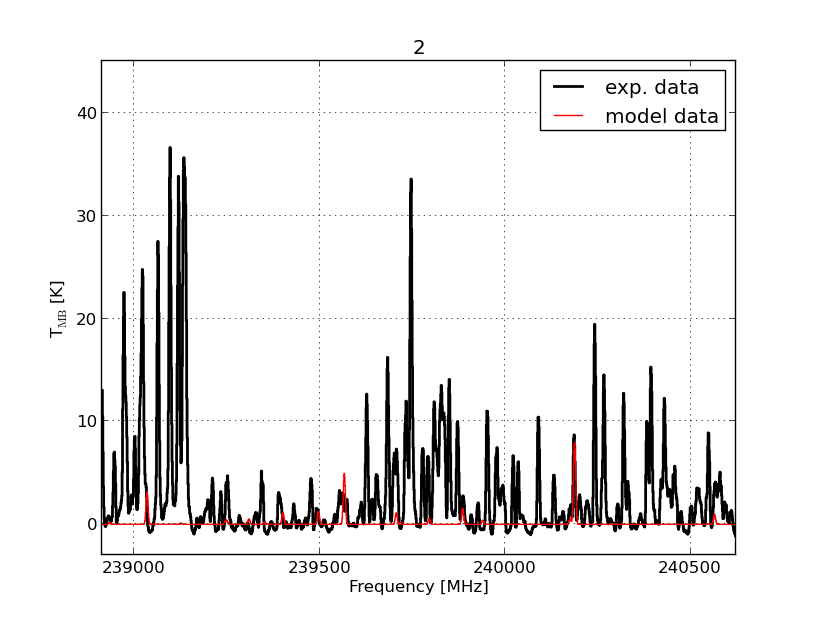 2
exp. data
model data
40
30
20
10
0
T_MB [K]
239000
239500
240000
240500
Frequency [MHz]